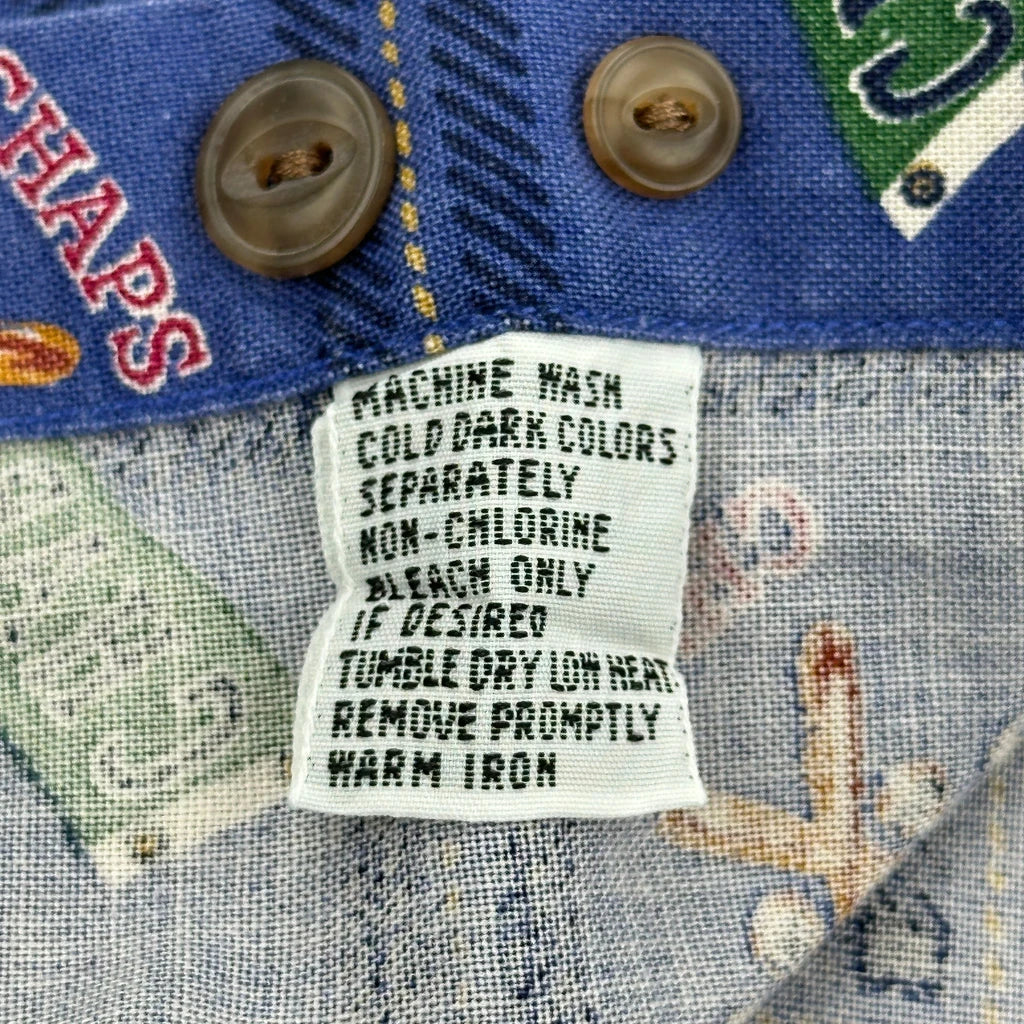 CHAPS
MACHINE WASH
COLD DARK COLORS
SEPARATELY
NON-CHLORINE
BLEACH ONLY
IF DESIRED
TUMBLE DRY LOW HEAT.
REMOVE PROMPTLY
WARM IRON